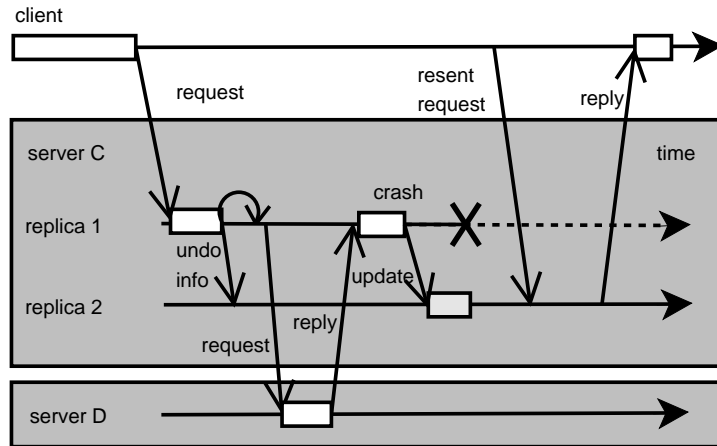 client
request
resent
request
reply
server C
time
crash
replica 1
undo
info
update
replica 2
reply
request
server D